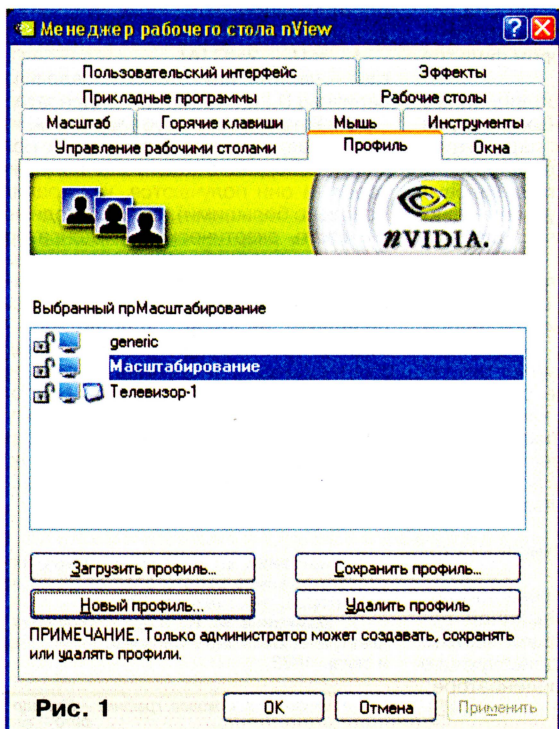 Менеджер рабочего стола nView
Пользовательский интерфейс Эффекты
Прикладные программы Рабочие столы
Масштаб Горячие клавиши Мышь Инструменты
Управление рабочими столами Профиль Окна
nVIDIA.
Выбранный прМасштабирование
generic
Масштабирование
Телевизор-1
Загрузить профиль... Сохранить профиль...
Новый профиль... Удалить профиль
ПРИМЕЧАНИЕ. Только администратор может создавать, сохранять
или удалять профили.
Рис. 1 OK Отмена Применить